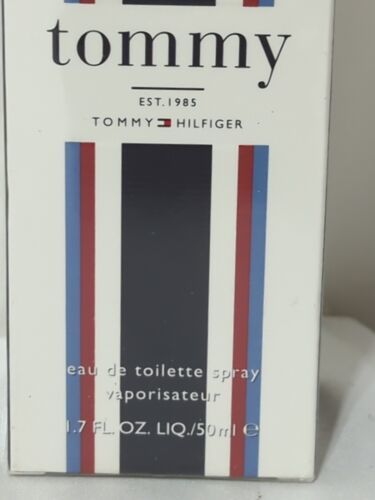 tommy
EST.1985
TOMMY HILFIGER
eau de toilette spray
vaporisateur
1.7 FL. OZ. LIQ./50ml ℮